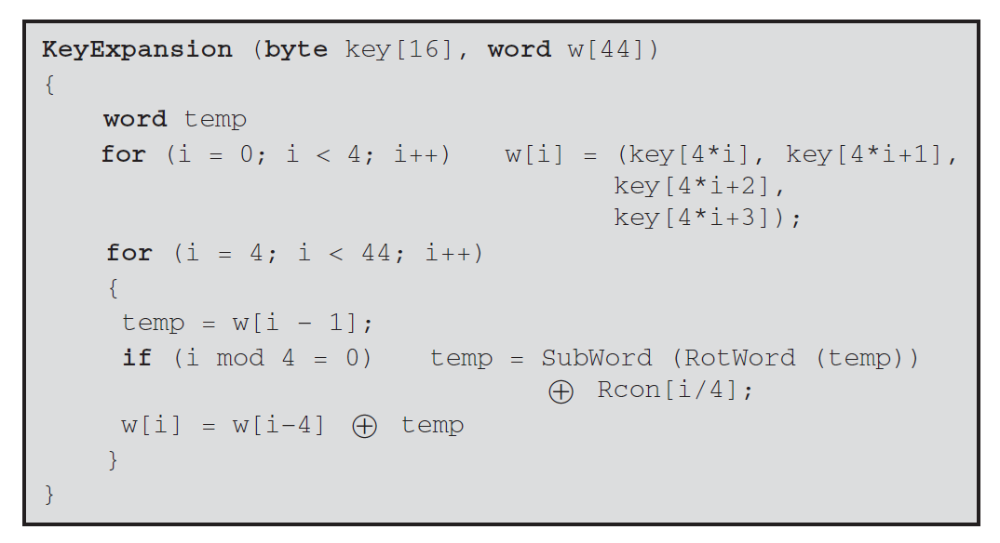 KeyExpansion (byte key[16], word w[44])
{
word temp
for (i = 0; i < 4; i++) w[i] = (key[4*i], key[4*i+1],
key[4*i+2],
key[4*i+3]);
for (i = 4; i < 44; i++)
{
temp = w[i – 1];
if (i mod 4 = 0) temp = SubWord (RotWord (temp))
⊕ Rcon[i/4];
w[i] = w[i–4] ⊕ temp
}
}